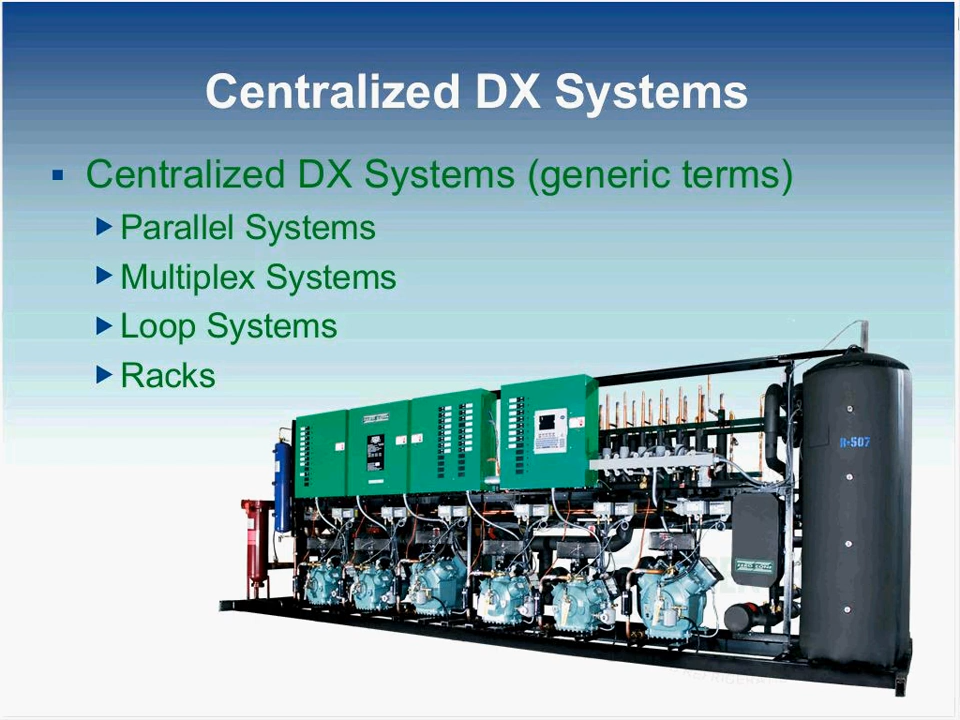 Centralized DX Systems
Centralized DX Systems (generic terms)
Parallel Systems
Multiplex Systems
Loop Systems
Racks
R-507